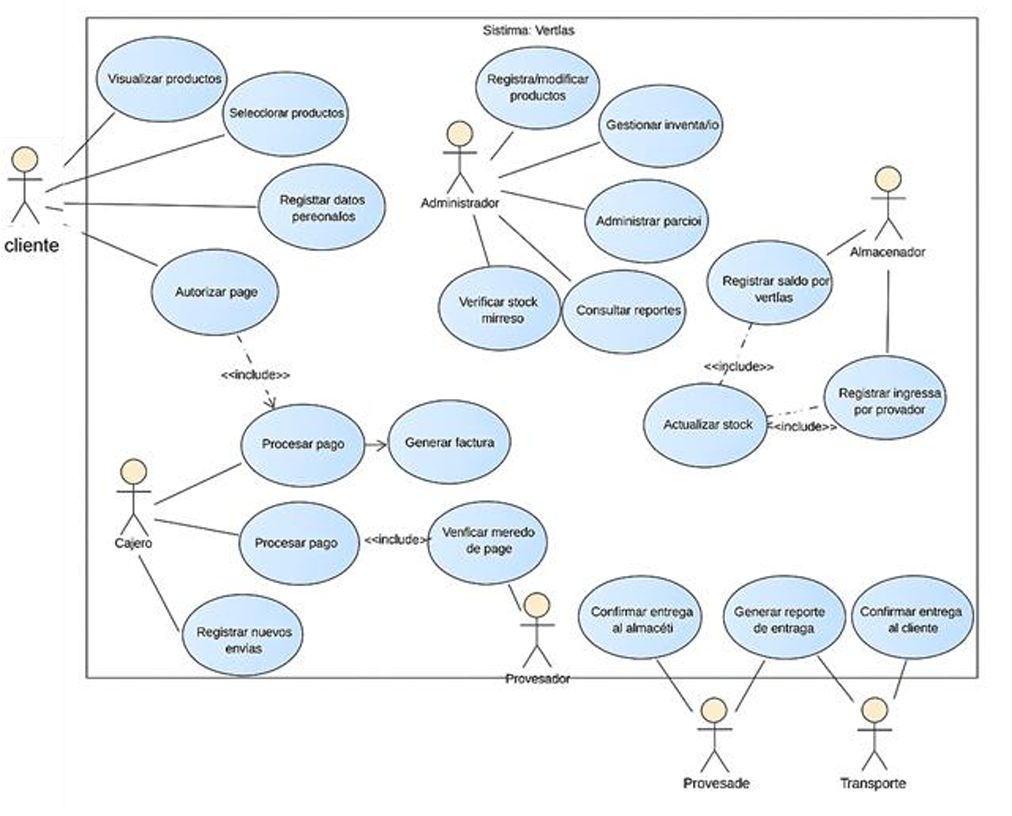 Sistirma: Vertlas
Visualizar productos
Selecclorar productos
Registtar datos
pereonalos
cliente
Autorizar page
<<include>>
Registra/modificar
productos
Gestionar inventa/io
Administrador
Administrar parcioi
Verificar stock
mirreso
Consultar reportes
Almacenador
Registrar saldo por
vertlas
<<include>>
Actualizar stock
Registrar ingressa
por provador
<<include>>
Procesar pago
Generar factura
Cajero
Procesar pago
<<include>
Venficar meredo
de page
Registrar nuevos
envias
Provesador
Confirmar entrega
al almacéti
Generar reporte
de entraga
Confirmar entrega
al cliente
Provesade
Transporte